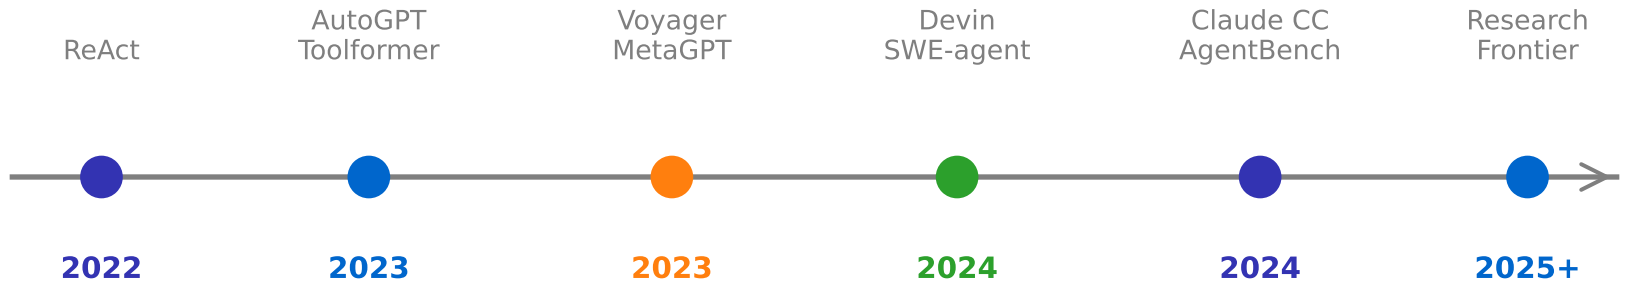 ReAct
AutoGPT
Toolformer
Voyager
MetaGPT
Devin
SWE-agent
Claude CC
AgentBench
Research
Frontier
2022
2023
2023
2024
2024
2025+